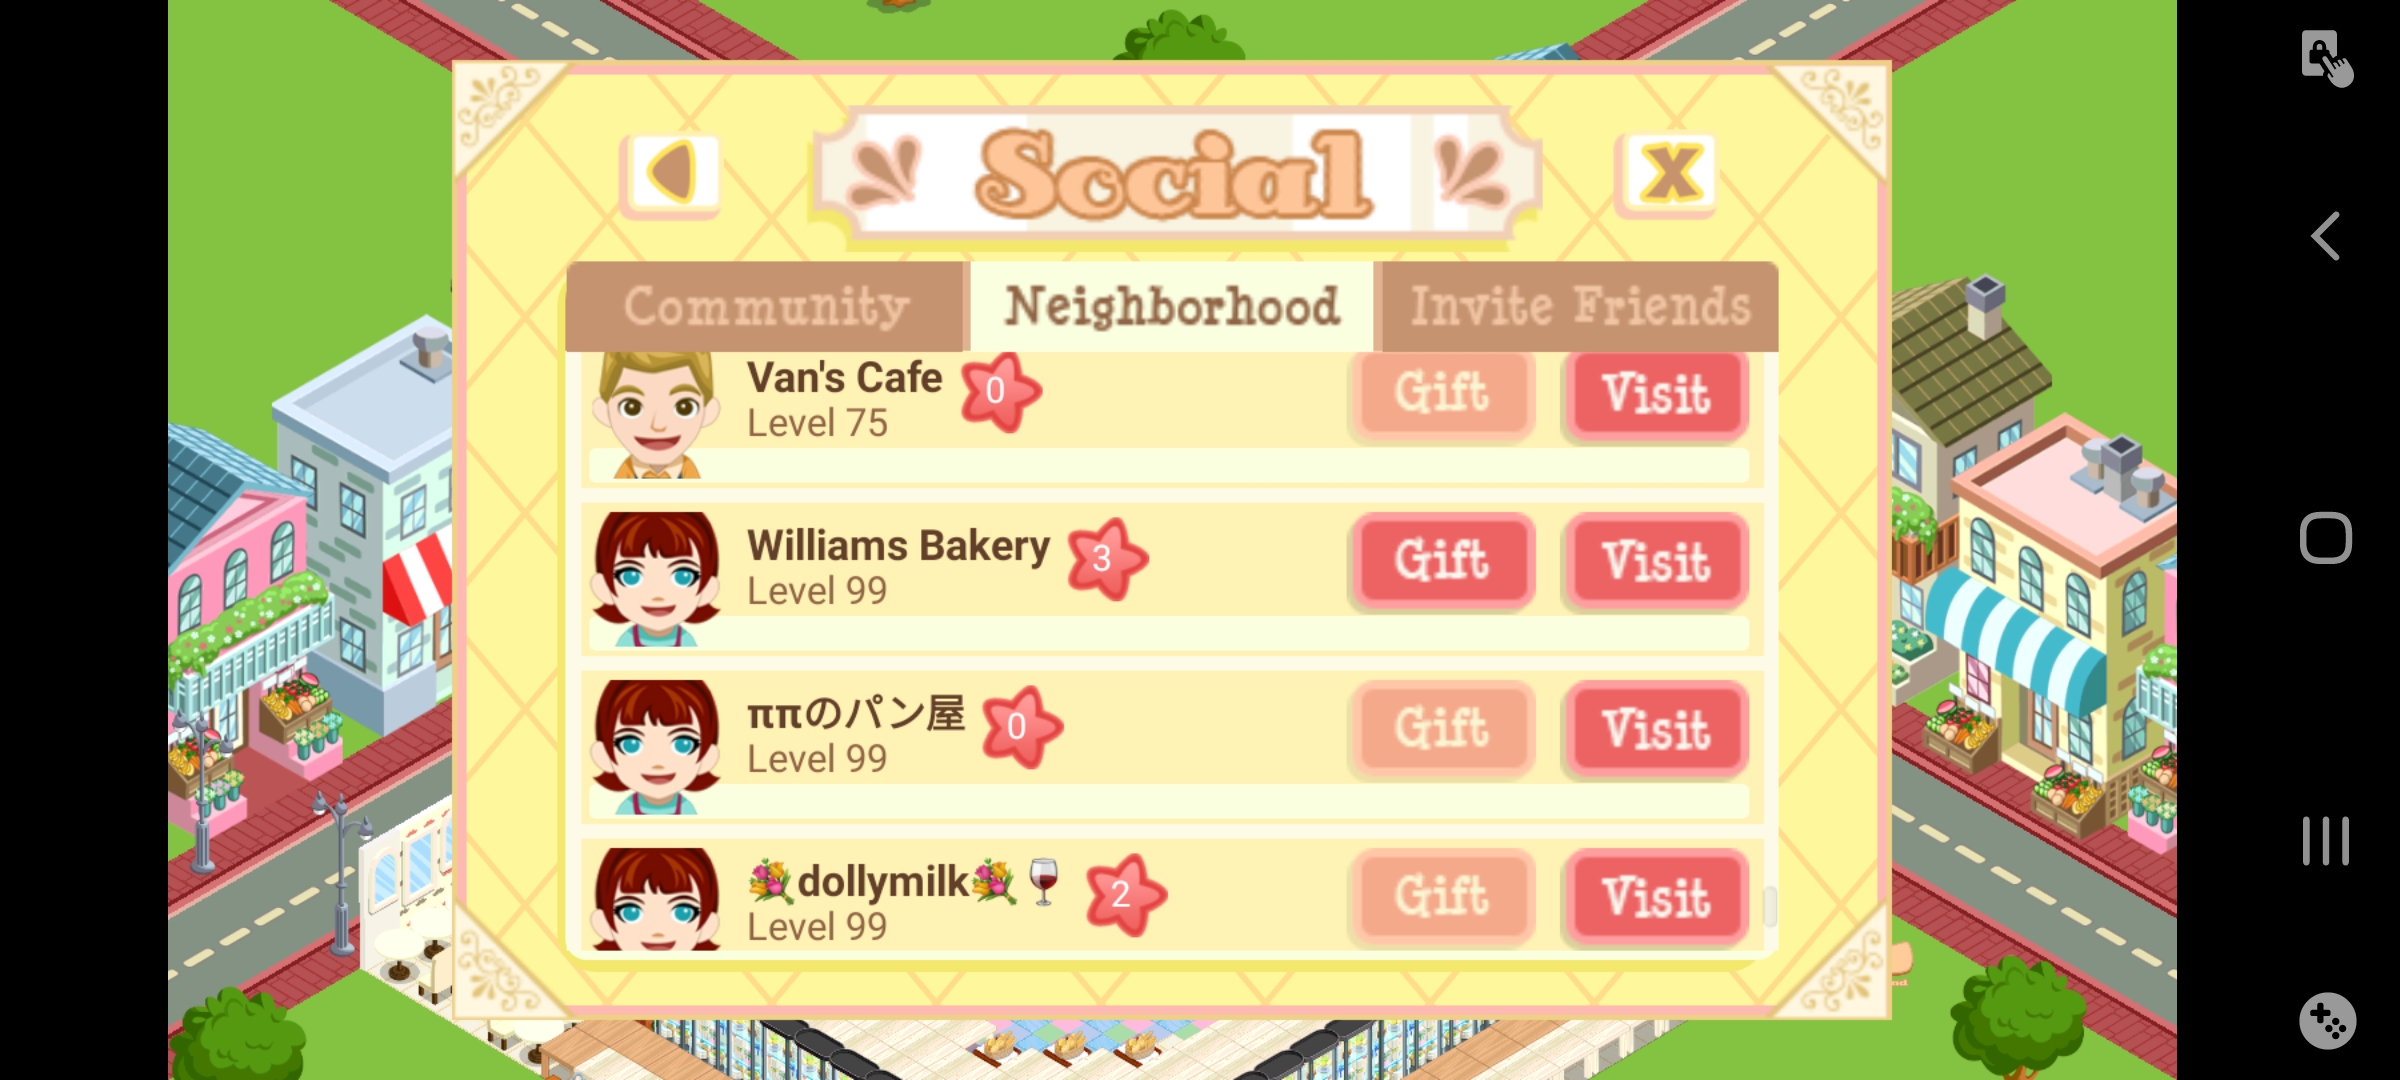 Social
Community Neighborhood Invite Friends
Van's Cafe 0 Gift Visit
Level 75
Williams Bakery 3 Gift Visit
Level 99
ππのパン屋 0 Gift Visit
Level 99
💐dollymilk💐🍷 2 Gift Visit
Level 99